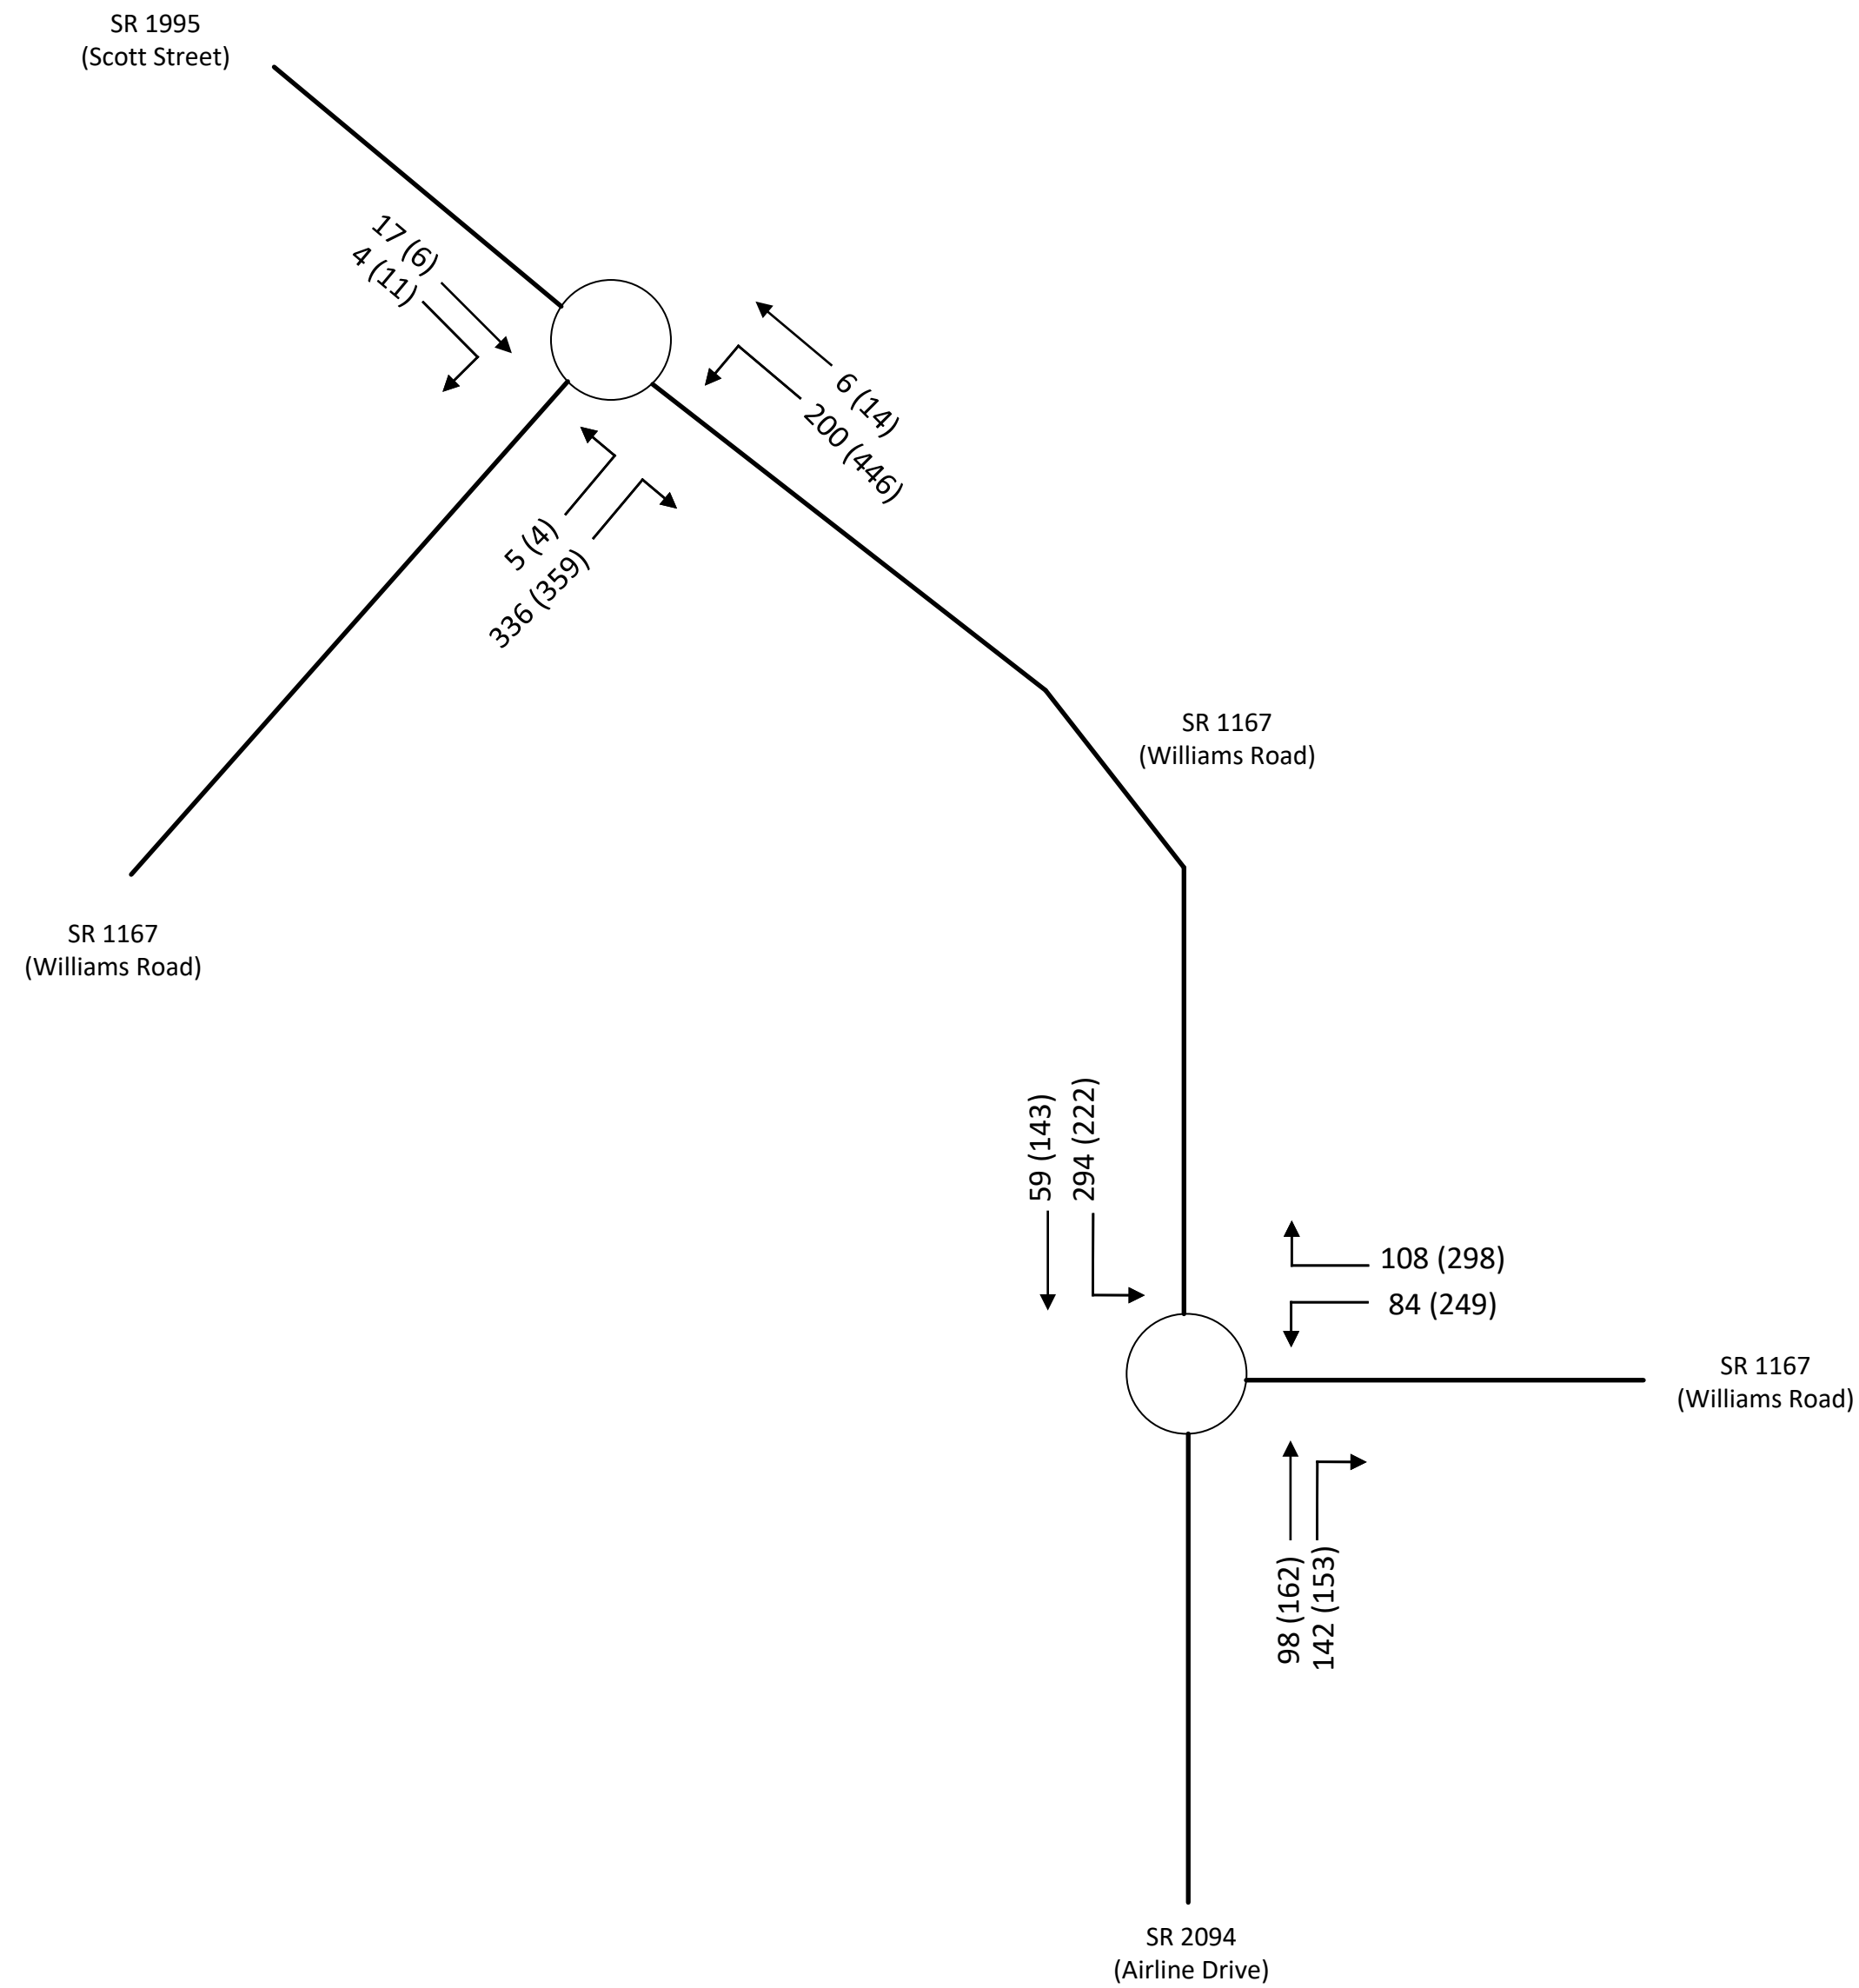 SR 1995
(Scott Street)
17 (6)
4 (11)
6 (14)
200 (446)
5 (4)
336 (359)
SR 1167
(Williams Road)
SR 1167
(Williams Road)
59 (143)
294 (222)
108 (298)
84 (249)
SR 1167
(Williams Road)
98 (162)
142 (153)
SR 2094
(Airline Drive)